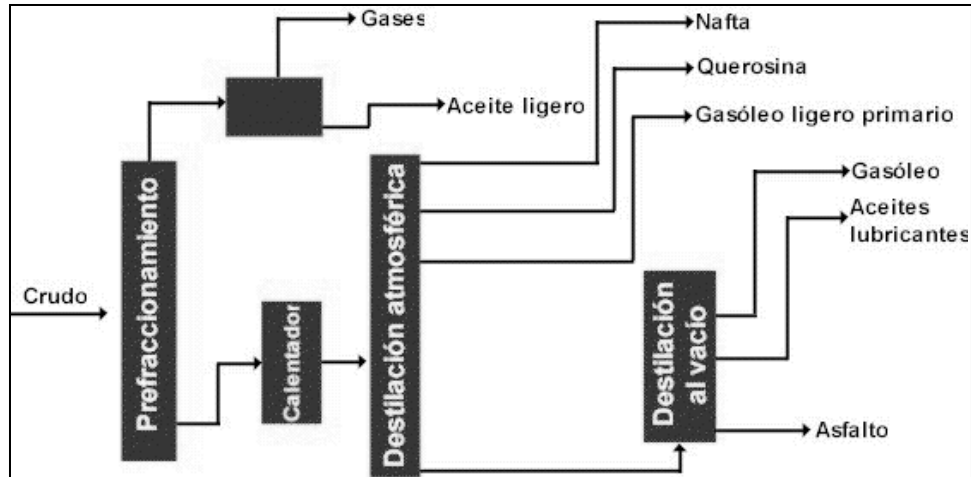 Gases
Nafta
Querosina
Aceite ligero
Gasóleo ligero primario
Gasóleo
Aceites
lubricantes
Crudo
Prefraccionamiento
Calentador
Destilación atmosférica
Destilación
al vacío
Asfalto